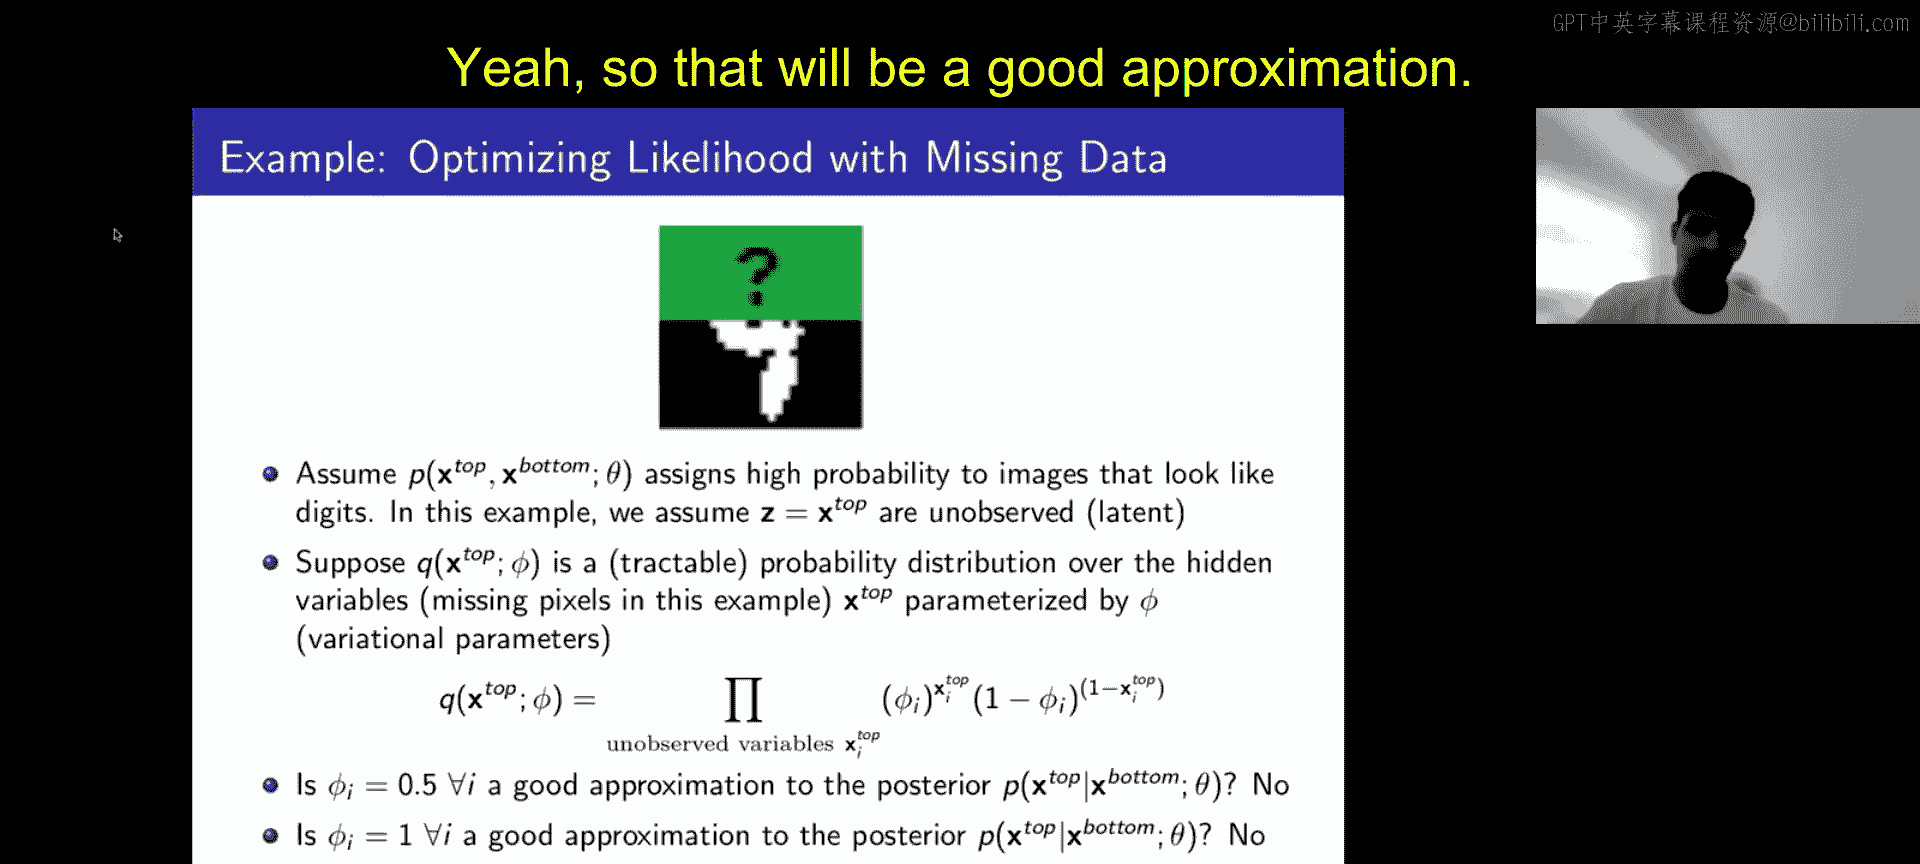 GPT中英字幕课程资源@bilibili.com
Yeah, so that will be a good approximation.
Example: Optimizing Likelihood with Missing Data
?
Assume p(x^top, x^bottom; θ) assigns high probability to images that look like
digits. In this example, we assume z = x^top are unobserved (latent)
Suppose q(x^top; ϕ) is a (tractable) probability distribution over the hidden
variables (missing pixels in this example) x^top parameterized by ϕ
(variational parameters)
q(x^top; ϕ) = ∏ (ϕ_i)^{x_i^top} (1 − ϕ_i)^{(1−x_i^top)}
unobserved variables x_i^top
Is ϕ_i = 0.5 ∀i a good approximation to the posterior p(x^top|x^bottom; θ)? No
Is ϕ_i = 1 ∀i a good approximation to the posterior p(x^top|x^bottom; θ)? No